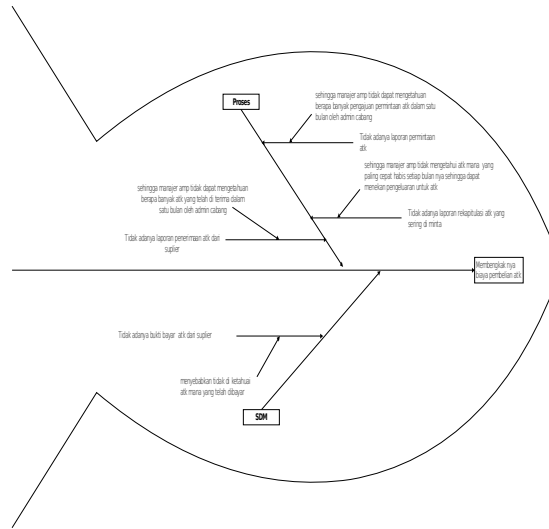 sehingga manajer amp tidak dapat mengetahuan
berapa banyak pengajuan permintaan atk dalam satu
bulan oleh admin cabang
Proses
Tidak adanya laporan permintaan
atk
sehingga manajer amp tidak mengetahui atk mana yang
paling cepat habis setiap bulan nya sehingga dapat
menekan pengeluaran untuk atk
sehingga manajer amp tidak dapat mengetahuan
berapa banyak atk yang telah di terima dalam
satu bulan oleh admin cabang
Tidak adanya laporan rekapitulasi atk yang
sering di minta
Tidak adanya laporan penerimaan atk dari
suplier
Membengkak nya
biaya pembelian atk
Tidak adanya bukti bayar atk dari suplier
menyebabkan tidak di ketahuai
atk mana yang telah dibayar
SDM